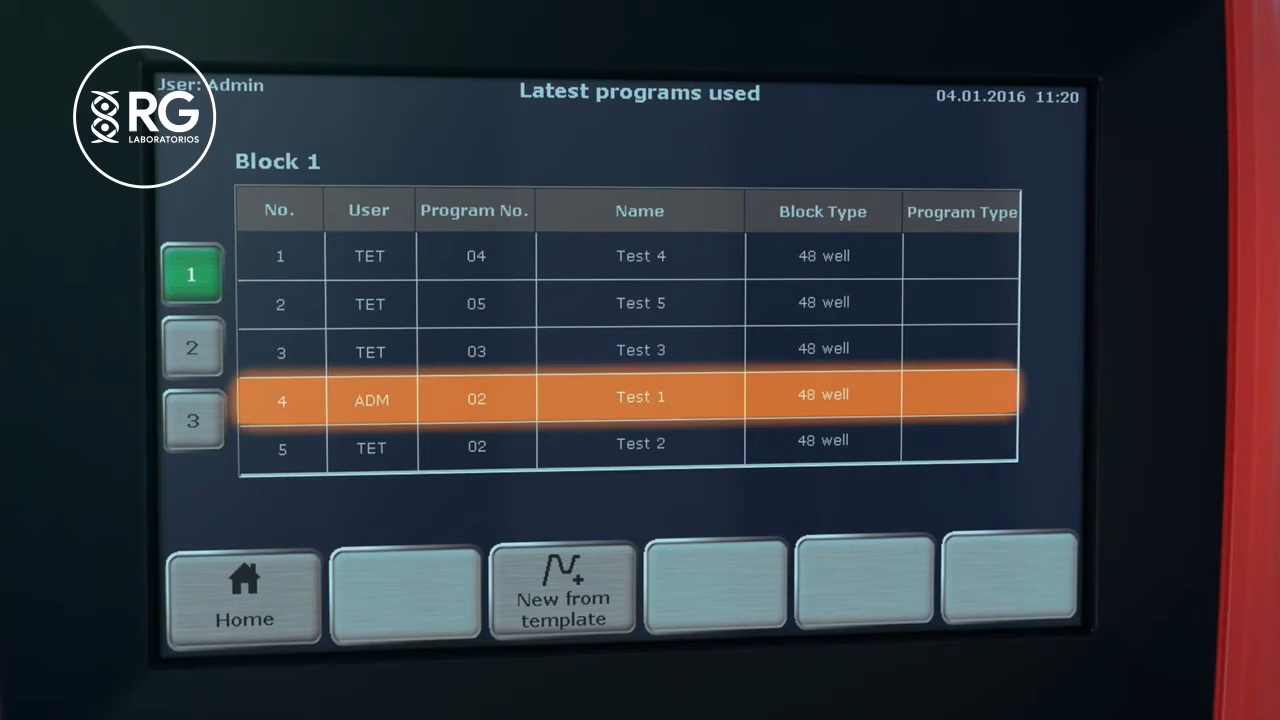 User: Admin
Latest programs used
04.01.2016 11:20
RG
LABORATORIOS
Block 1
No. User Program No. Name Block Type Program Type
1 TET 04 Test 4 48 well
2 TET 05 Test 5 48 well
3 TET 03 Test 3 48 well
4 ADM 02 Test 1 48 well
5 TET 02 Test 2 48 well
1
2
3
Home
New from
template